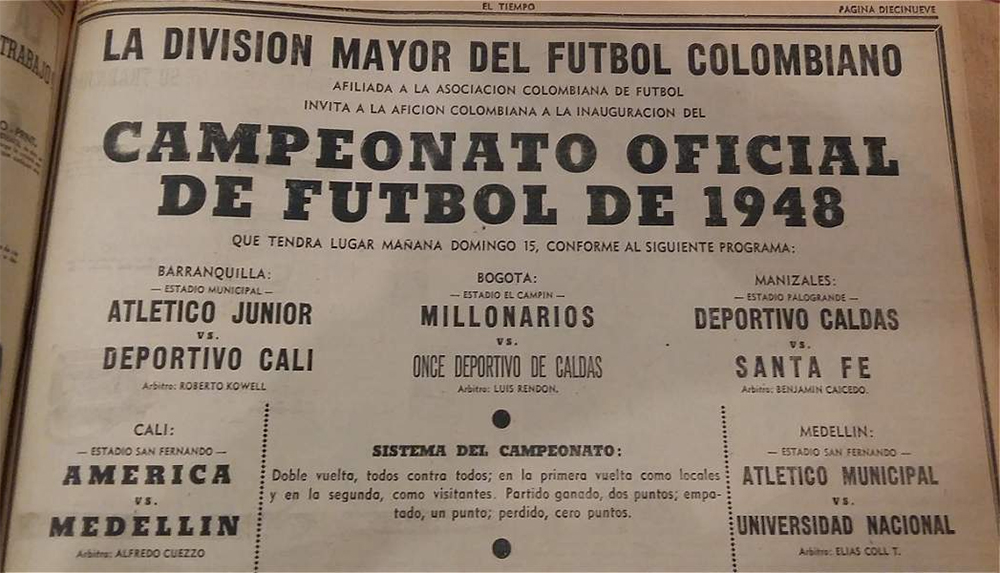 EL TIEMPO
PAGINA DIECINUEVE
TRABAJO
LA DIVISION MAYOR DEL FUTBOL COLOMBIANO
AFILIADA A LA ASOCIACION COLOMBIANA DE FUTBOL
INVITA A LA AFICION COLOMBIANA A LA INAUGURACION DEL
CAMPEONATO OFICIAL
DE FUTBOL DE 1948
QUE TENDRA LUGAR MAÑANA DOMINGO 15, CONFORME AL SIGUIENTE PROGRAMA:
BARRANQUILLA:
— ESTADIO MUNICIPAL —
ATLETICO JUNIOR
vs.
DEPORTIVO CALI
Arbitro: ROBERTO KOWELL
BOGOTA:
— ESTADIO EL CAMPIN —
MILLONARIOS
vs.
ONCE DEPORTIVO DE CALDAS
Arbitro: LUIS RENDON.
MANIZALES:
— ESTADIO PALOGRANDE —
DEPORTIVO CALDAS
vs.
SANTA FE
Arbitro: BENJAMIN CAICEDO.
CALI:
— ESTADIO SAN FERNANDO —
AMERICA
vs.
MEDELLIN
Arbitro: ALFREDO CUEZZO
SISTEMA DEL CAMPEONATO:
Doble vuelta, todos contra todos; en la primera vuelta como locales
y en la segunda, como visitantes. Partido ganado, dos puntos; empa-
tado, un punto; perdido, cero puntos.
MEDELLIN:
— ESTADIO SAN FERNANDO —
ATLETICO MUNICIPAL
vs.
UNIVERSIDAD NACIONAL
Arbitro: ELIAS COLL T.